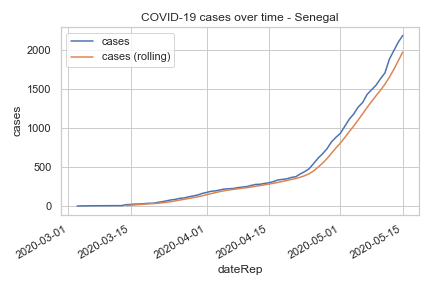 COVID-19 cases over time - Senegal
cases
cases (rolling)
2000
1500
1000
500
0
cases
2020-03-01
2020-03-15
2020-04-01
2020-04-15
2020-05-01
2020-05-15
dateRep